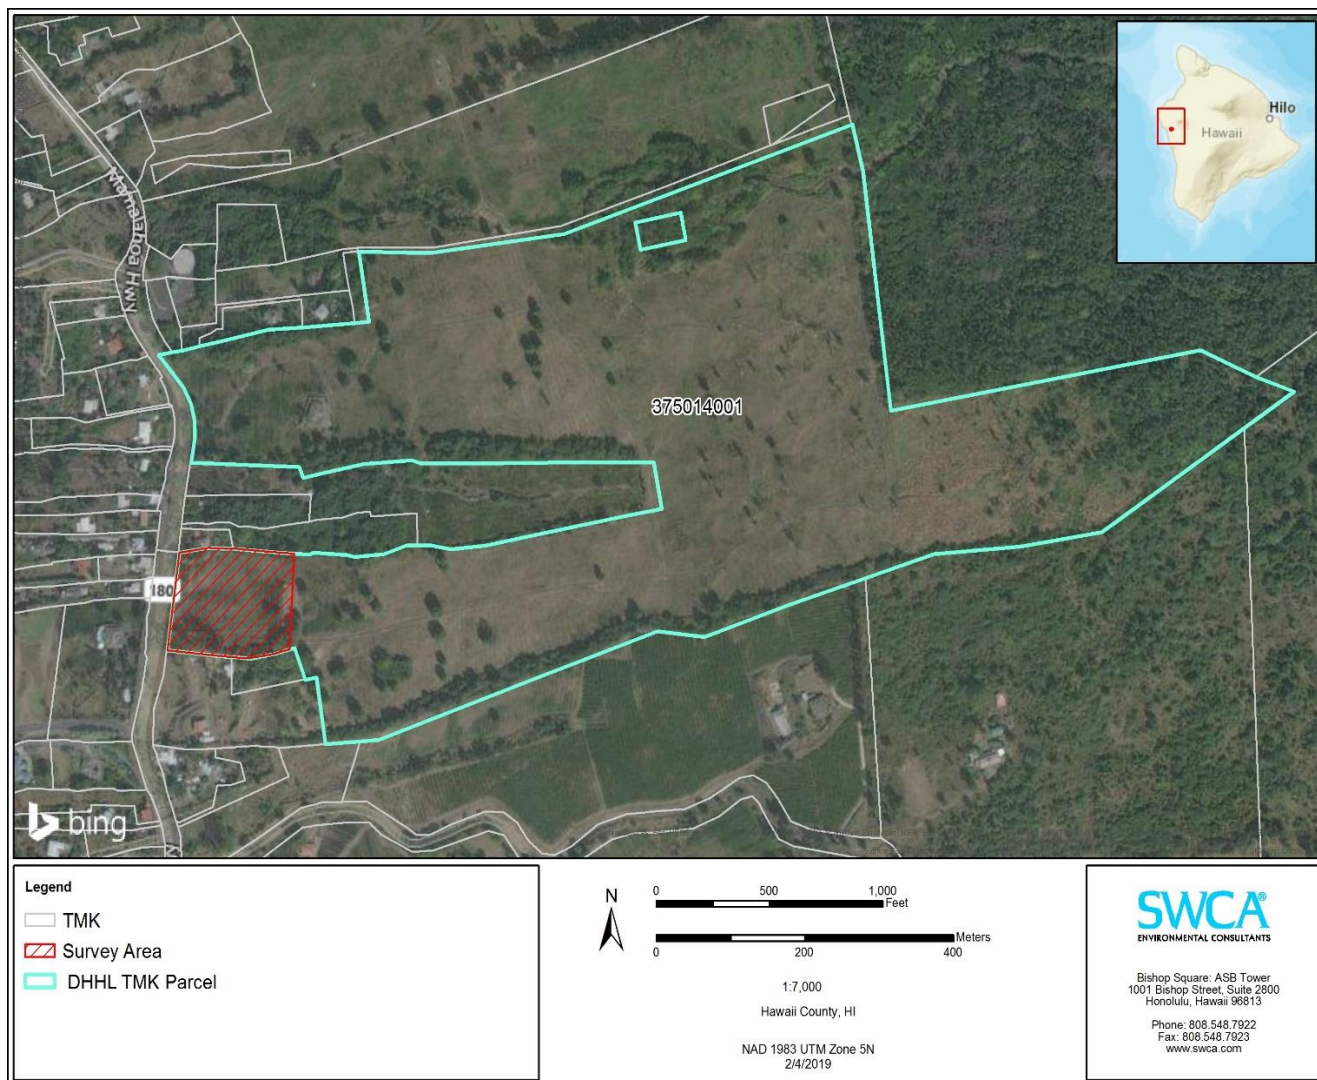 Hilo
Hawaii
Mamalahoa Hwy
375014001
180
bing
Legend
TMK
Survey Area
DHHL TMK Parcel
N
0 500 1,000
Feet
Meters
0 200 400
1:7,000
Hawaii County, HI
NAD 1983 UTM Zone 5N
2/4/2019
SWCA®
ENVIRONMENTAL CONSULTANTS
Bishop Square: ASB Tower
1001 Bishop Street, Suite 2800
Honolulu, Hawaii 96813
Phone: 808.548.7922
Fax: 808.548.7923
www.swca.com